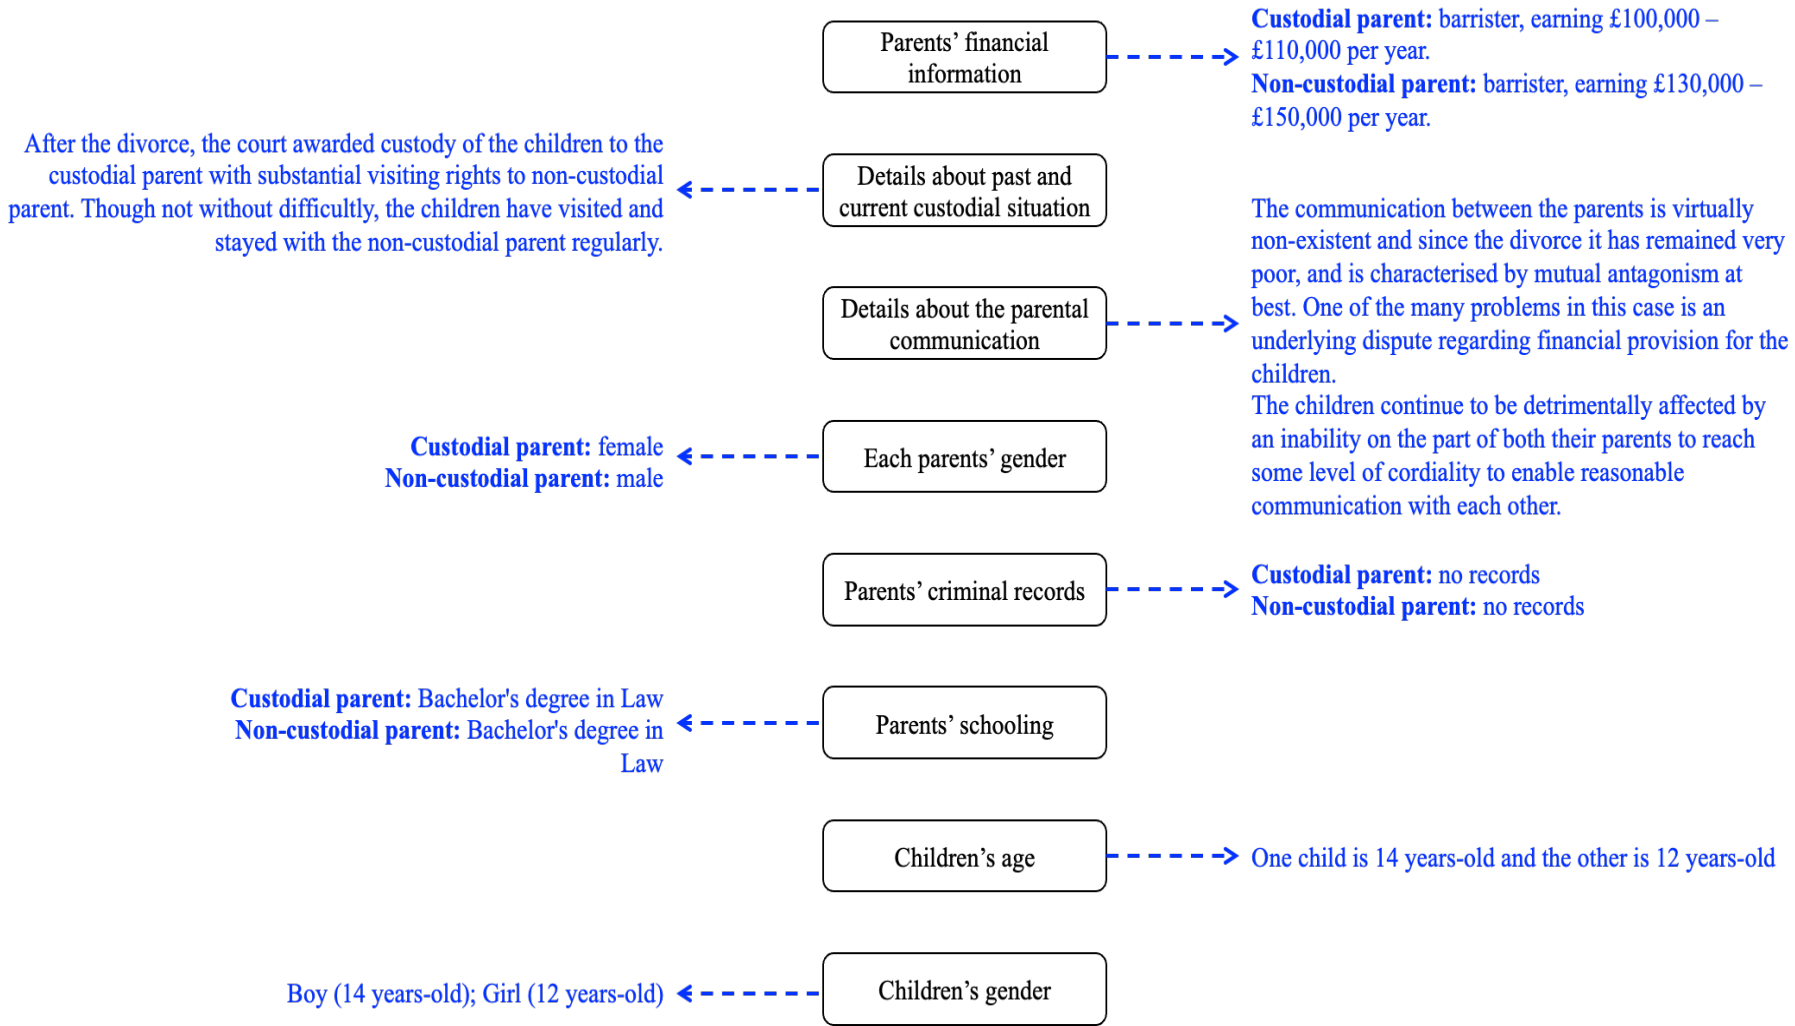 Parents’ financial
information
Custodial parent: barrister, earning £100,000 –
£110,000 per year.
Non-custodial parent: barrister, earning £130,000 –
£150,000 per year.
Details about past and
current custodial situation
After the divorce, the court awarded custody of the children to the
custodial parent with substantial visiting rights to non-custodial
parent. Though not without difficultly, the children have visited and
stayed with the non-custodial parent regularly.
Details about the parental
communication
The communication between the parents is virtually
non-existent and since the divorce it has remained very
poor, and is characterised by mutual antagonism at
best. One of the many problems in this case is an
underlying dispute regarding financial provision for the
children.
The children continue to be detrimentally affected by
an inability on the part of both their parents to reach
some level of cordiality to enable reasonable
communication with each other.
Each parents’ gender
Custodial parent: female
Non-custodial parent: male
Parents’ criminal records
Custodial parent: no records
Non-custodial parent: no records
Parents’ schooling
Custodial parent: Bachelor's degree in Law
Non-custodial parent: Bachelor's degree in
Law
Children’s age
One child is 14 years-old and the other is 12 years-old
Children’s gender
Boy (14 years-old); Girl (12 years-old)